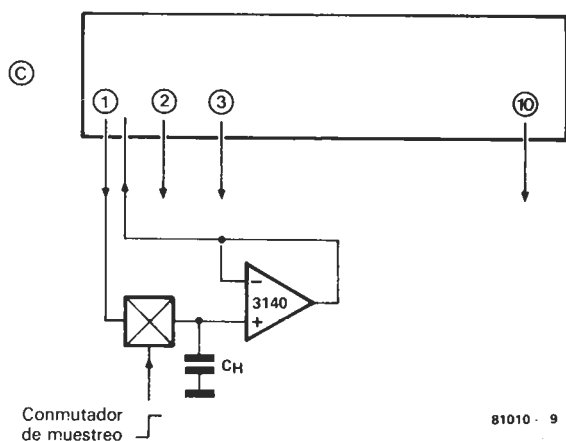 C
1 2 3 10
−
3140
+
CH
Conmutador
de muestreo
81010 - 9